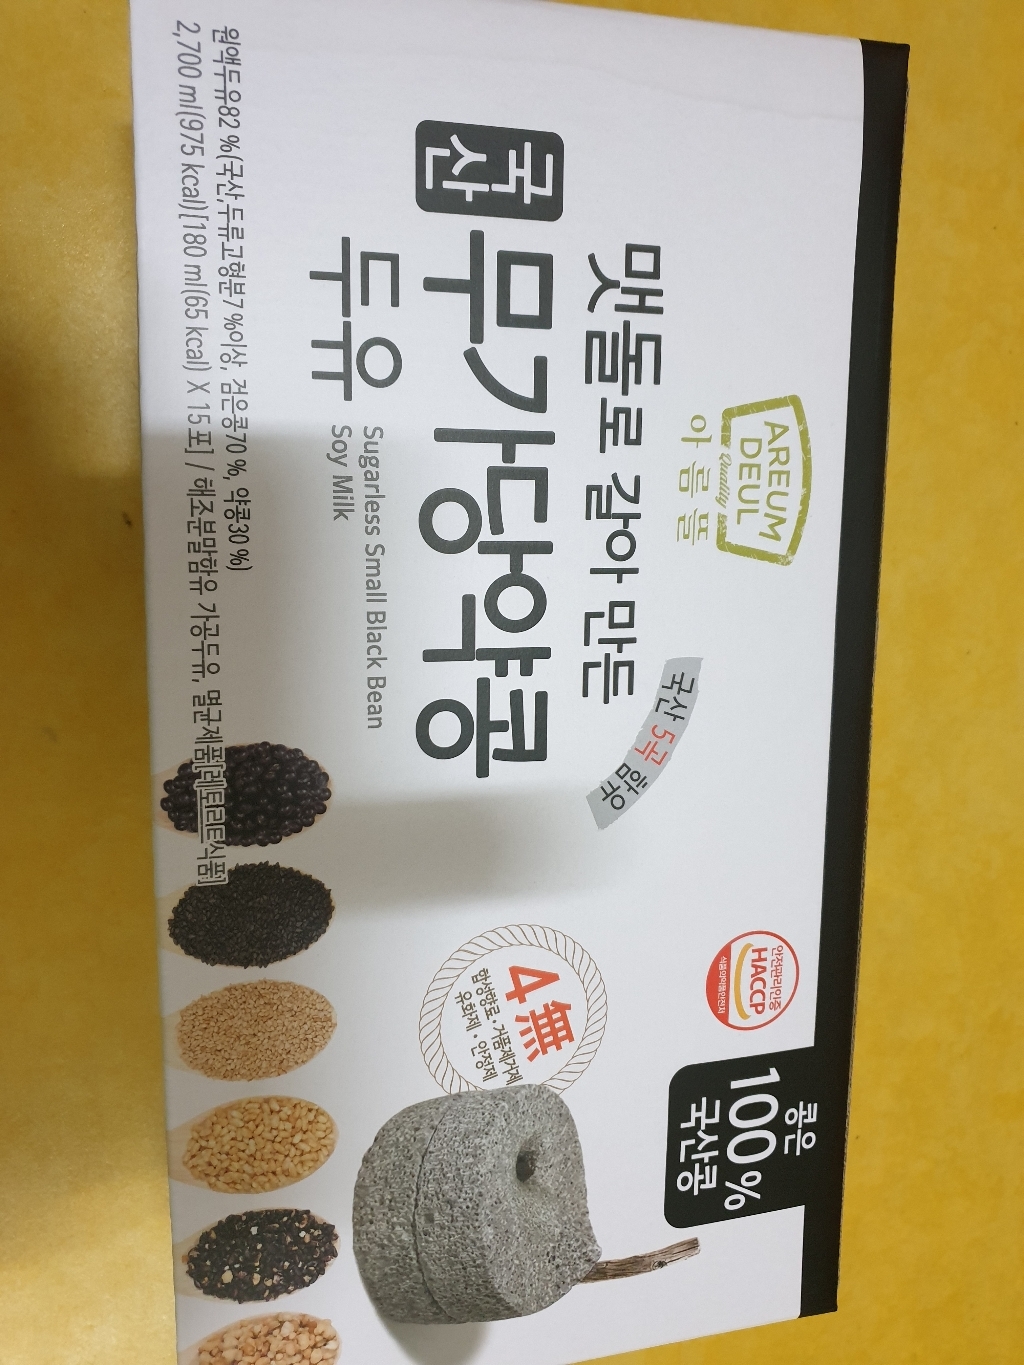 AREUM
DEUL
Quality
아름뜰
맷돌로 갈아 만든
국산 5곡 함유
국산
무가당약콩
두유
Sugarless Small Black Bean
Soy Milk
원액두유82 %(국산,두류고형분7 %이상, 검은콩70 %, 약콩30 %)
2,700 ml(975 kcal)[180 ml(65 kcal) X 15포] / 해조분말함유 가공두유, 멸균제품[레토르트식품]
안전관리인증
HACCP
식품의약품안전처
콩은
100%
국산콩
4無
합성향료·거품제거제
유화제·안정제